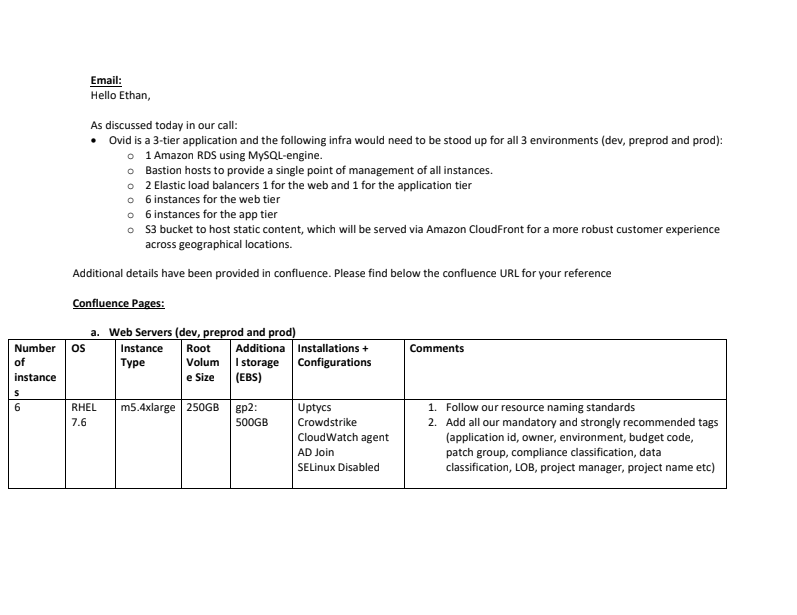 Email:
Hello Ethan,
As discussed today in our call:
• Ovid is a 3-tier application and the following infra would need to be stood up for all 3 environments (dev, preprod and prod):
o 1 Amazon RDS using MySQL-engine.
o Bastion hosts to provide a single point of management of all instances.
o 2 Elastic load balancers 1 for the web and 1 for the application tier
o 6 instances for the web tier
o 6 instances for the app tier
o S3 bucket to host static content, which will be served via Amazon CloudFront for a more robust customer experience
across geographical locations.
Additional details have been provided in confluence. Please find below the confluence URL for your reference
Confluence Pages:
a. Web Servers (dev, preprod and prod)
Number
of
instance
s
OS
Instance
Type
Root
Volum
e Size
Additiona
l storage
(EBS)
Installations +
Configurations
Comments
6
RHEL
7.6
m5.4xlarge
250GB
gp2:
500GB
Uptycs
Crowdstrike
CloudWatch agent
AD Join
SELinux Disabled
1. Follow our resource naming standards
2. Add all our mandatory and strongly recommended tags
(application id, owner, environment, budget code,
patch group, compliance classification, data
classification, LOB, project manager, project name etc)